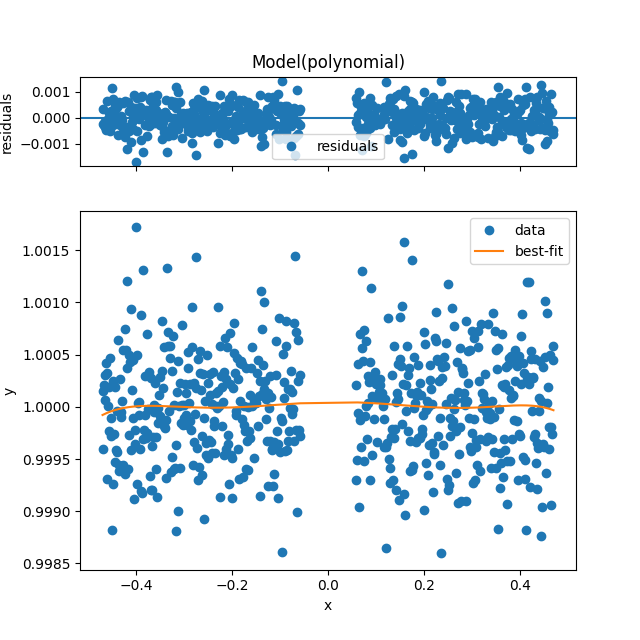 Model(polynomial)
residuals
0.001
0.000
−0.001
residuals
y
1.0015
1.0010
1.0005
1.0000
0.9995
0.9990
0.9985
data
best-fit
−0.4 −0.2 0.0 0.2 0.4
x